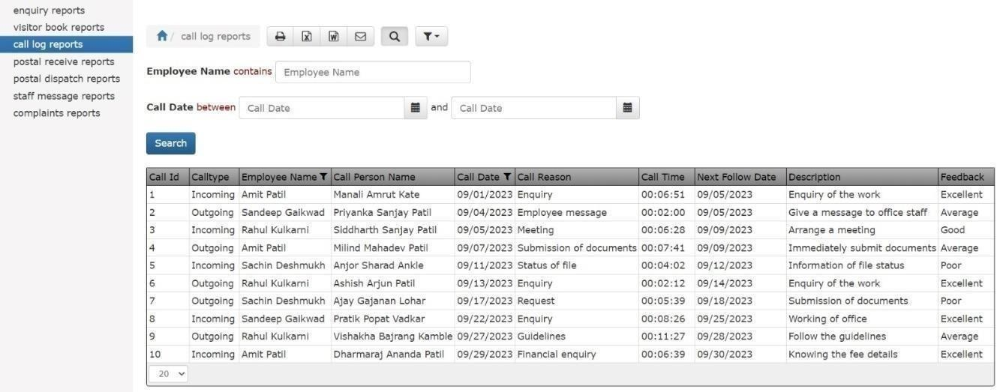 enquiry reports
visitor book reports
call log reports
postal receive reports
postal dispatch reports
staff message reports
complaints reports
/ call log reports
Employee Name contains Employee Name
Call Date between Call Date and Call Date
Search
Call Id Calltype Employee Name Call Person Name Call Date Call Reason Call Time Next Follow Date Description Feedback
1 Incoming Amit Patil Manali Amrut Kate 09/01/2023 Enquiry 00:06:51 09/05/2023 Enquiry of the work Excellent
2 Outgoing Sandeep Gaikwad Priyanka Sanjay Patil 09/04/2023 Employee message 00:02:00 09/05/2023 Give a message to office staff Average
3 Incoming Rahul Kulkarni Siddharth Sanjay Patil 09/05/2023 Meeting 00:06:28 09/09/2023 Arrange a meeting Good
4 Outgoing Amit Patil Milind Mahadev Patil 09/07/2023 Submission of documents 00:07:41 09/09/2023 Immediately submit documents Average
5 Incoming Sachin Deshmukh Anjor Sharad Ankle 09/11/2023 Status of file 00:04:02 09/12/2023 Information of file status Poor
6 Outgoing Rahul Kulkarni Ashish Arjun Patil 09/13/2023 Enquiry 00:02:12 09/14/2023 Enquiry of the work Excellent
7 Outgoing Sachin Deshmukh Ajay Gajanan Lohar 09/17/2023 Request 00:05:39 09/18/2023 Submission of documents Poor
8 Incoming Sandeep Gaikwad Pratik Popat Vadkar 09/22/2023 Enquiry 00:08:26 09/25/2023 Working of office Excellent
9 Outgoing Rahul Kulkarni Vishakha Bajrang Kamble 09/27/2023 Guidelines 00:11:27 09/28/2023 Follow the guidelines Average
10 Incoming Amit Patil Dharmaraj Ananda Patil 09/29/2023 Financial enquiry 00:06:39 09/30/2023 Knowing the fee details Excellent
20